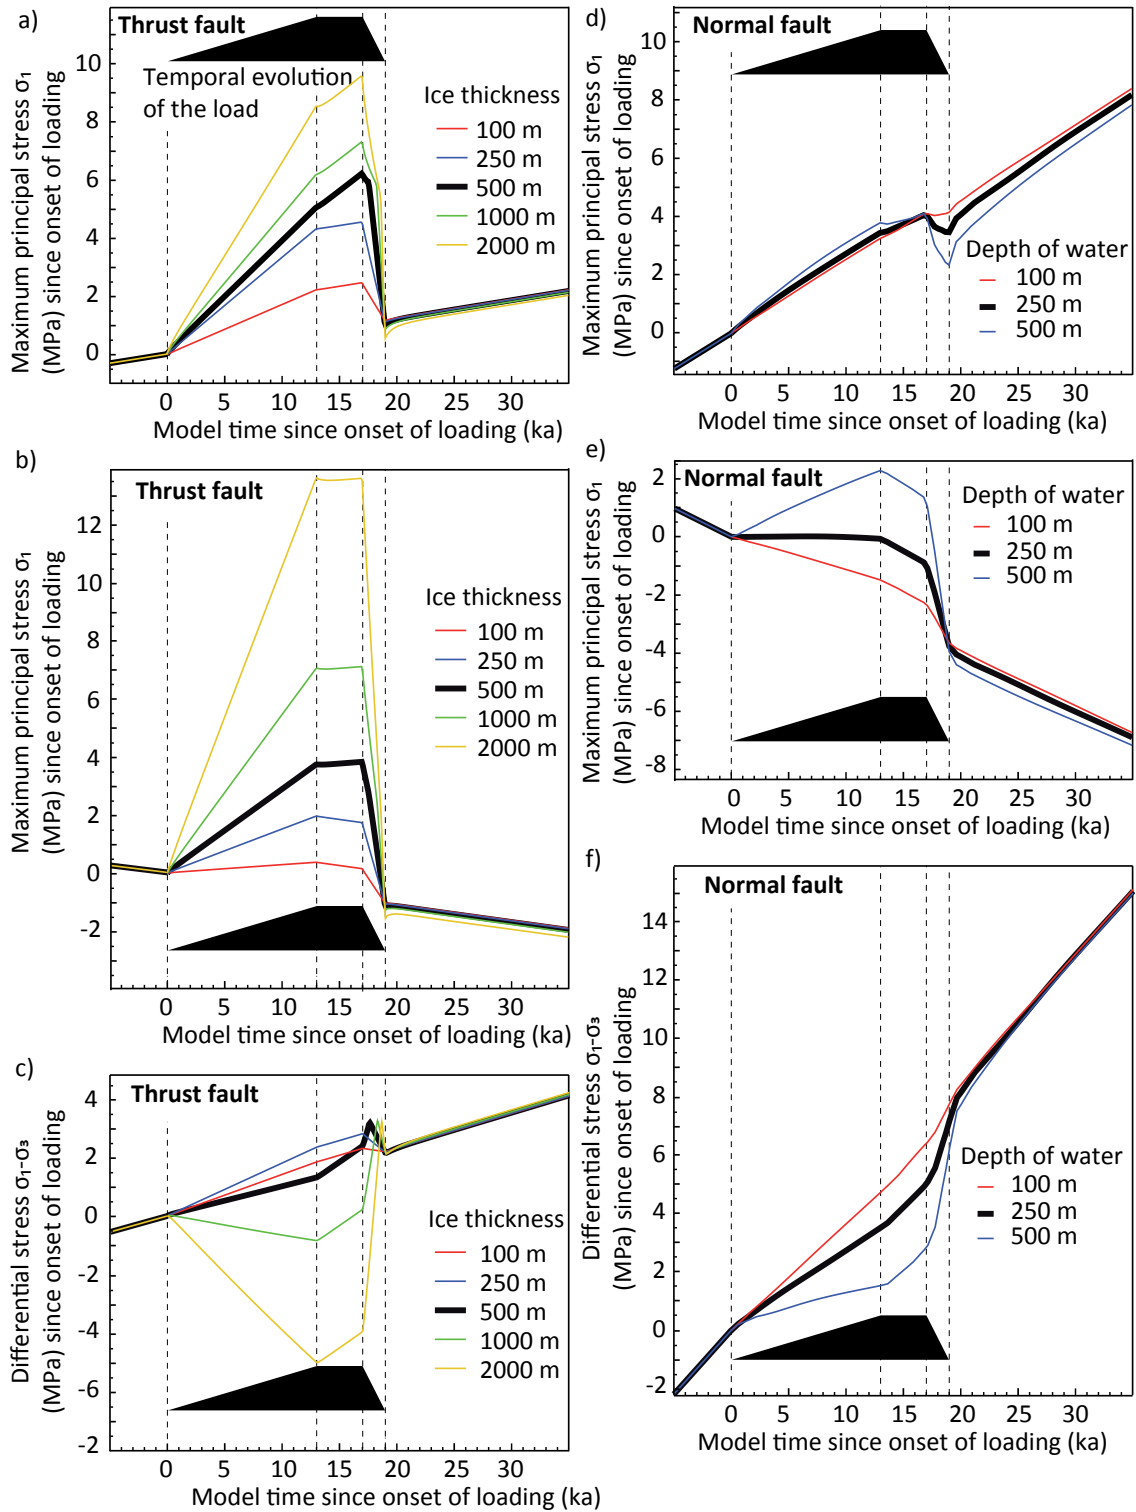 a)
Thrust fault
Temporal evolution
of the load
Ice thickness
100 m
250 m
500 m
1000 m
2000 m
Maximum principal stress σ₁
(MPa) since onset of loading
10
8
6
4
2
0
0 5 10 15 20 25 30
Model time since onset of loading (ka)
b)
Thrust fault
Ice thickness
100 m
250 m
500 m
1000 m
2000 m
Maximum principal stress σ₁
(MPa) since onset of loading
12
10
8
6
4
2
0
-2
0 5 10 15 20 25 30
Model time since onset of loading (ka)
c)
Thrust fault
Ice thickness
100 m
250 m
500 m
1000 m
2000 m
Differential stress σ₁-σ₃
(MPa) since onset of loading
4
2
0
-2
-4
-6
-2
0 5 10 15 20 25 30
Model time since onset of loading (ka)
d)
Normal fault
Depth of water
100 m
250 m
500 m
Maximum principal stress σ₁
(MPa) since onset of loading
10
8
6
4
2
0
0 5 10 15 20 25 30
Model time since onset of loading (ka)
e)
Normal fault
Depth of water
100 m
250 m
500 m
Maximum principal stress σ₁
(MPa) since onset of loading
2
0
-2
-4
-6
-8
0 5 10 15 20 25 30
Model time since onset of loading (ka)
f)
Normal fault
Depth of water
100 m
250 m
500 m
Differential stress σ₁-σ₃
(MPa) since onset of loading
14
12
10
8
6
4
2
0
-2
0 5 10 15 20 25 30
Model time since onset of loading (ka)